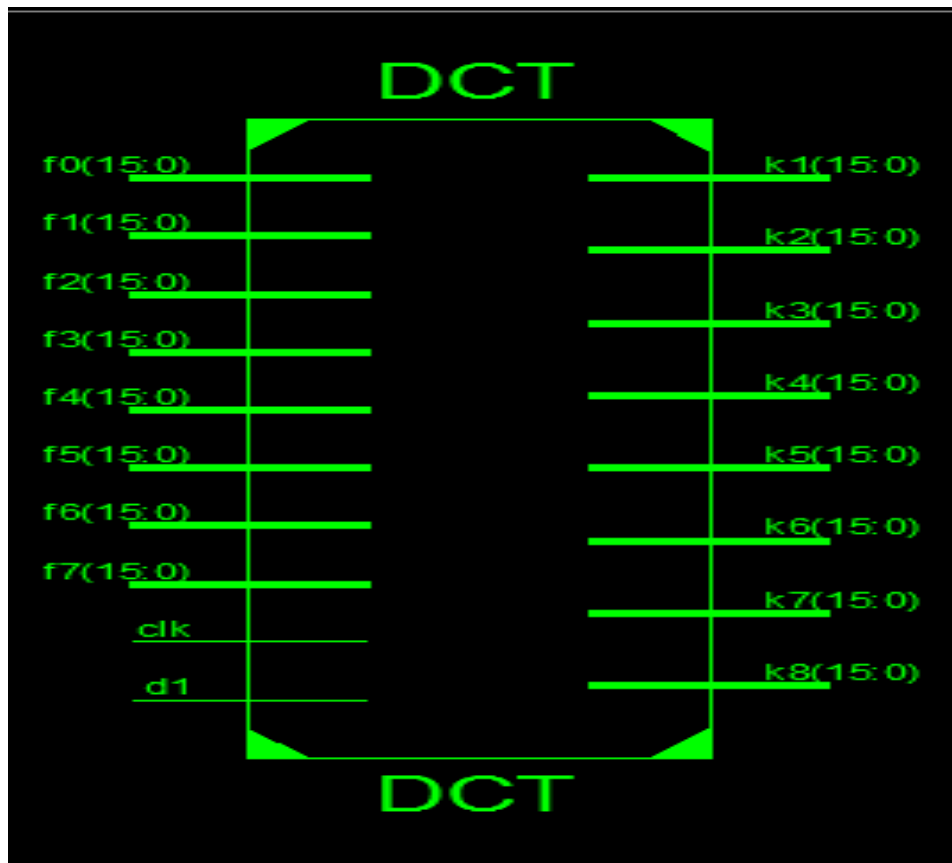 DCT
f0(15:0)
f1(15:0)
f2(15:0)
f3(15:0)
f4(15:0)
f5(15:0)
f6(15:0)
f7(15:0)
clk
d1
k1(15:0)
k2(15:0)
k3(15:0)
k4(15:0)
k5(15:0)
k6(15:0)
k7(15:0)
k8(15:0)
DCT